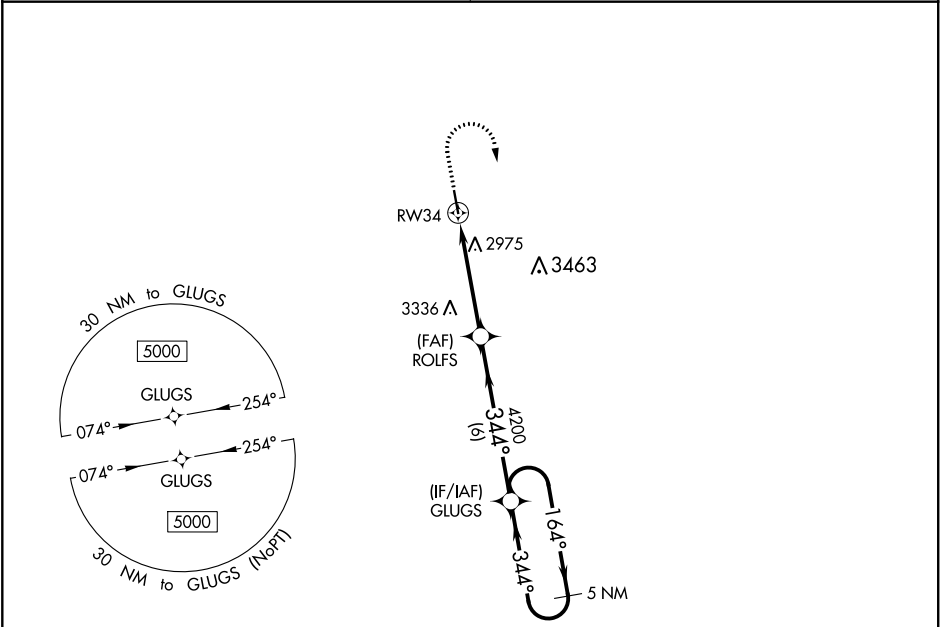 RW34
2975
3463
3336
(FAF)
ROLFS
4200
344°
(6)
(IF/IAF)
GLUGS
164°
344°
5 NM
30 NM to GLUGS
5000
GLUGS
074°
254°
074°
254°
GLUGS
5000
30 NM to GLUGS (NoPT)